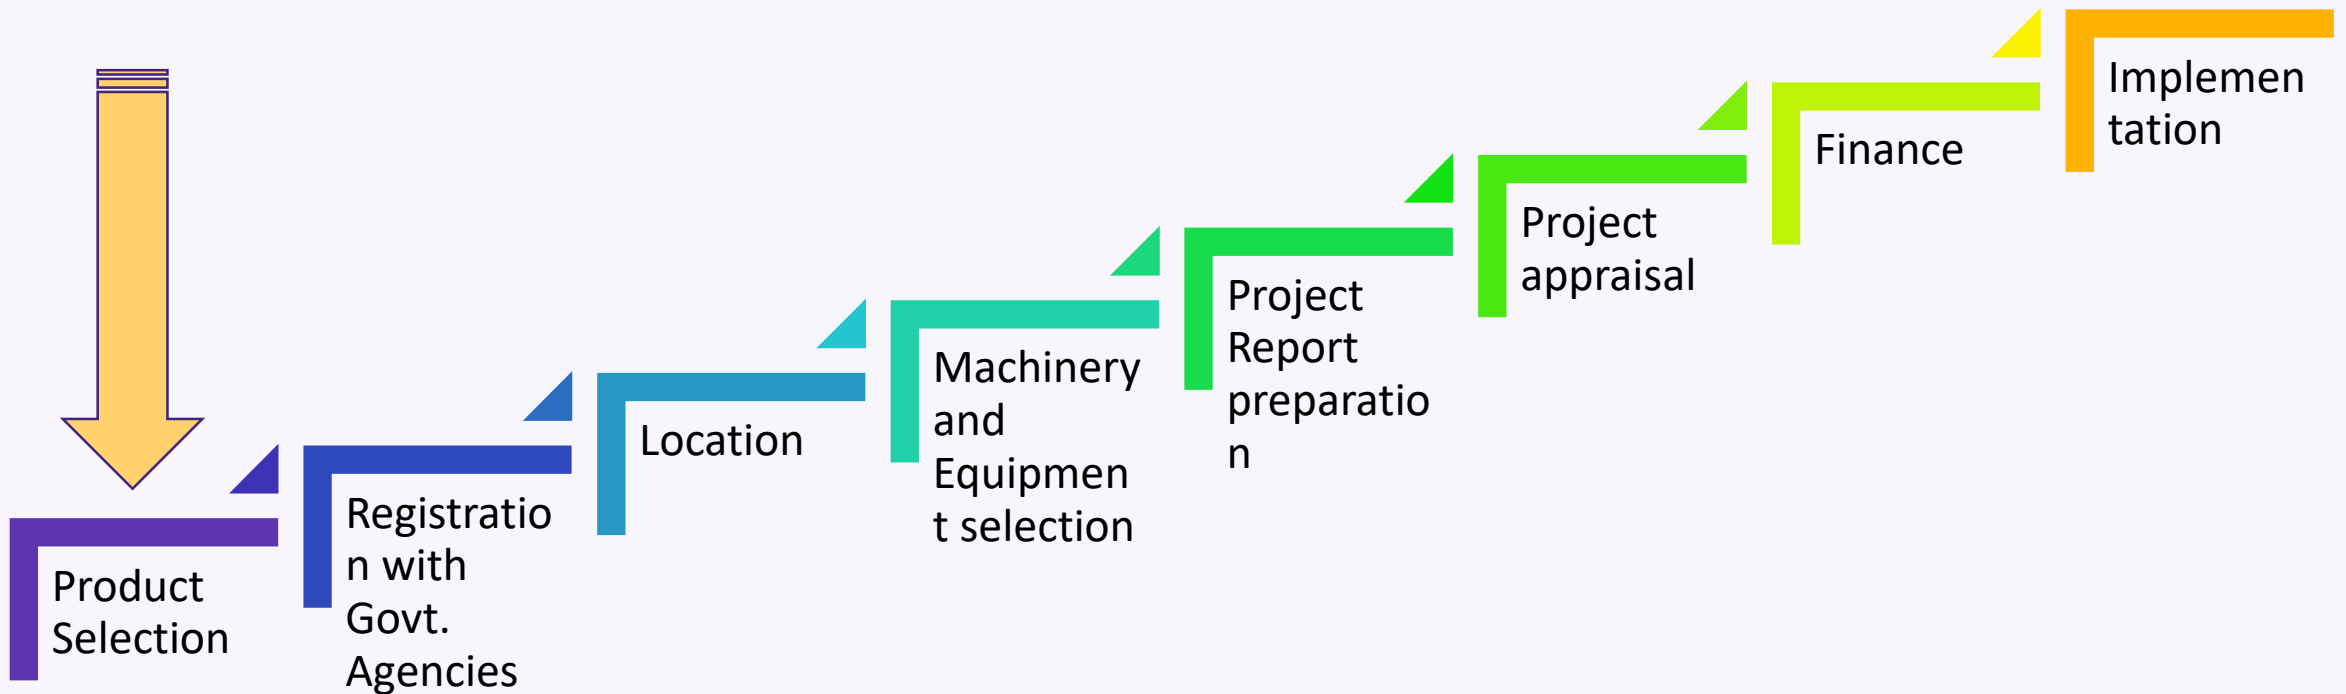 Product
Selection
Registratio
n with
Govt.
Agencies
Location
Machinery
and
Equipmen
t selection
Project
Report
preparatio
n
Project
appraisal
Finance
Implemen
tation